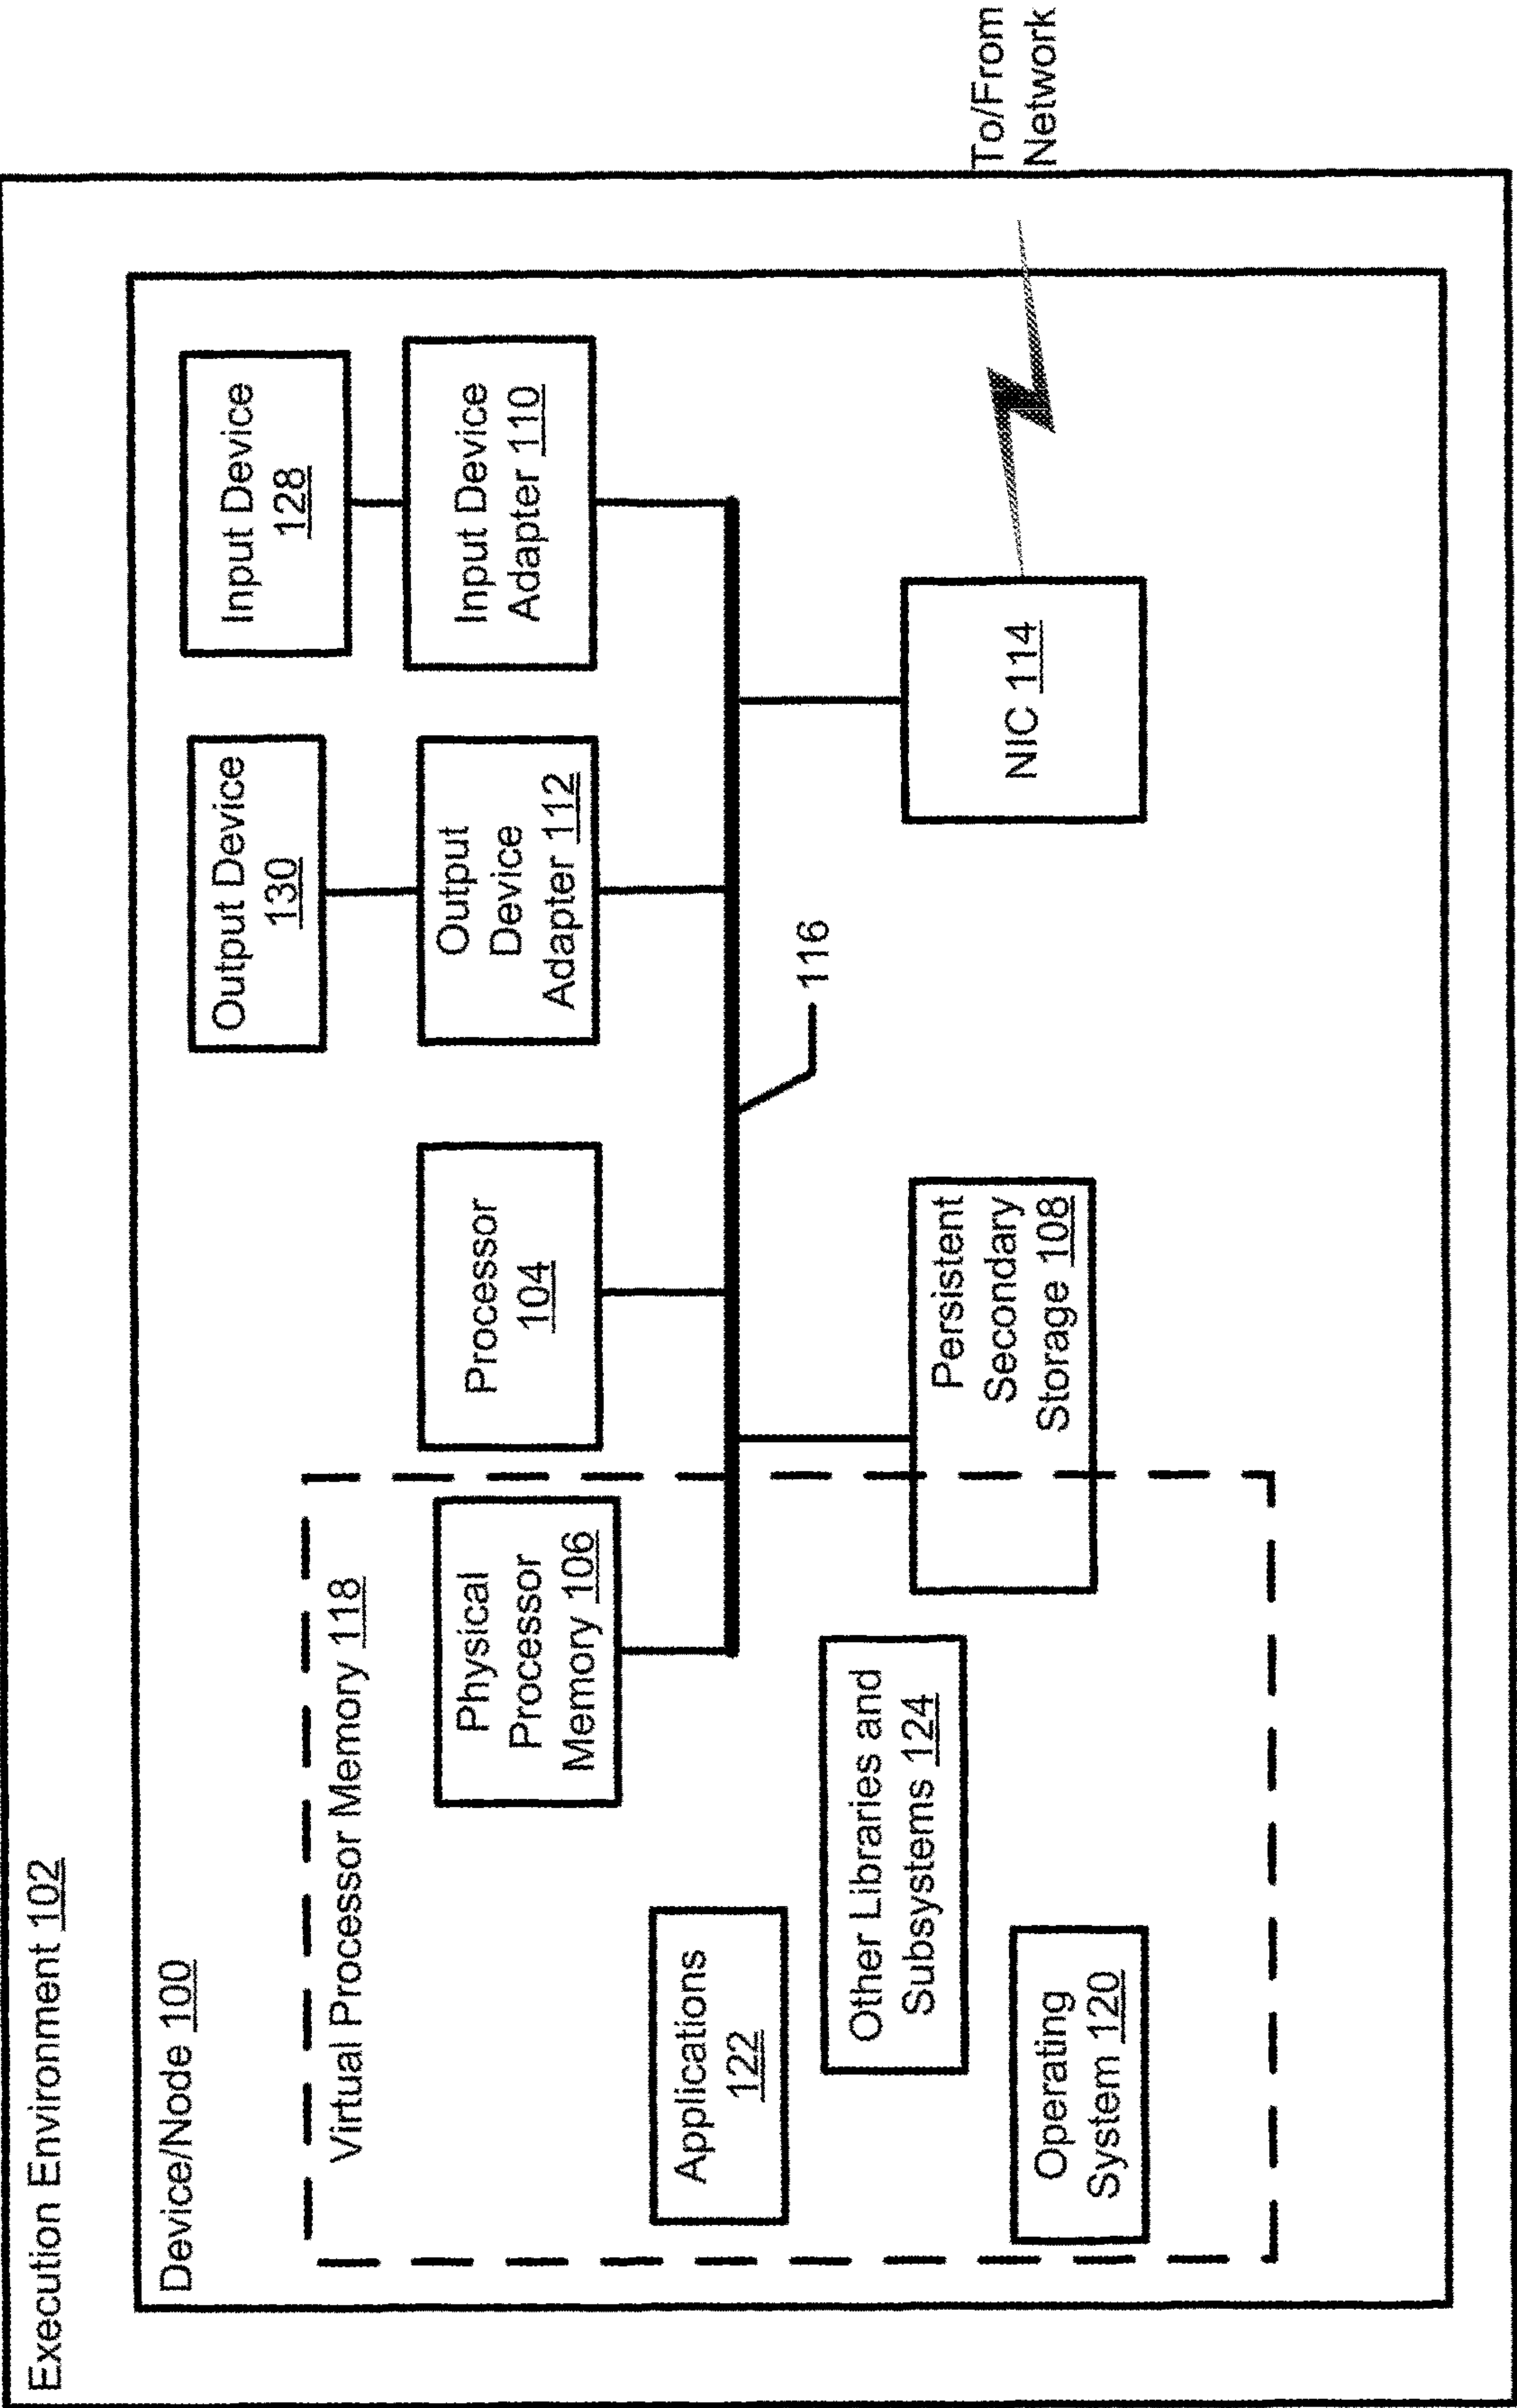 Execution Environment 102
Device/Node 100
Virtual Processor Memory 118
Output Device
130
Input Device
128
Physical
Processor
Memory 106
Processor
104
Output
Device
Adapter 112
Input Device
Adapter 110
Applications
122
116
Other Libraries and
Subsystems 124
Persistent
Secondary
Storage 108
NIC 114
To/From
Network
Operating
System 120